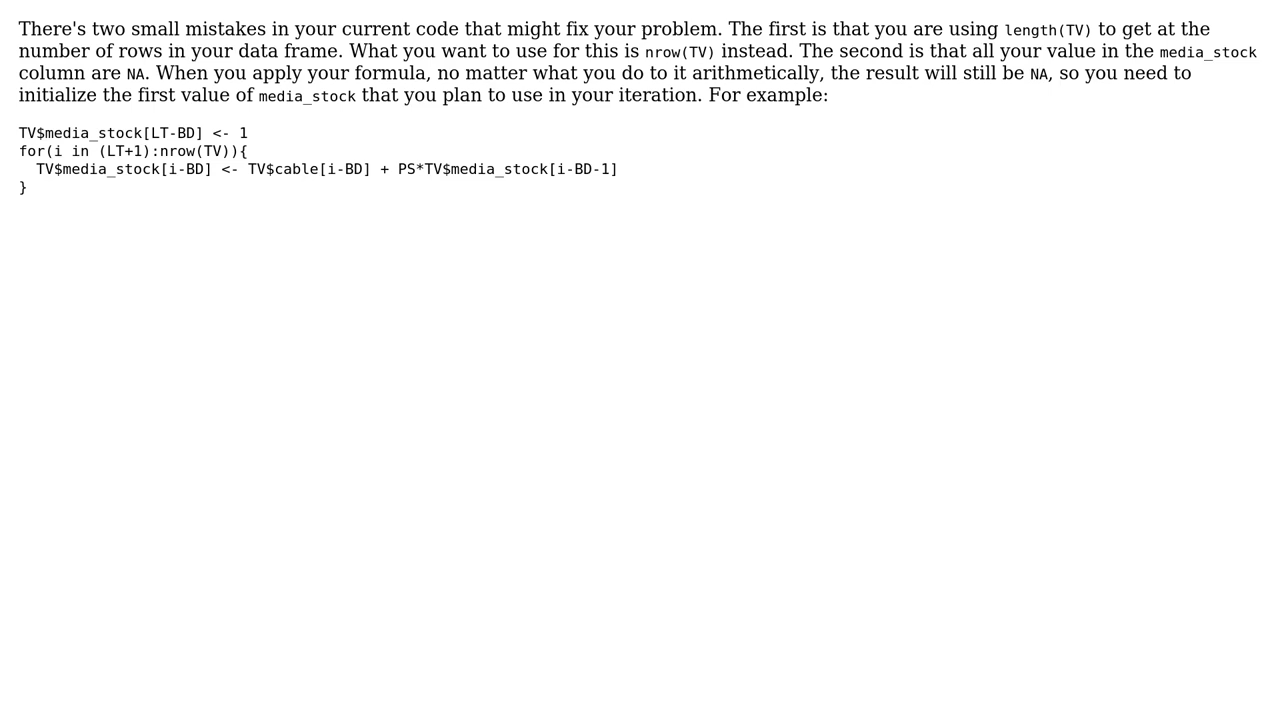 There's two small mistakes in your current code that might fix your problem. The first is that you are using length(TV) to get at the
number of rows in your data frame. What you want to use for this is nrow(TV) instead. The second is that all your value in the media_stock
column are NA. When you apply your formula, no matter what you do to it arithmetically, the result will still be NA, so you need to
initialize the first value of media_stock that you plan to use in your iteration. For example:
TV$media_stock[LT-BD] <- 1
for(i in (LT+1):nrow(TV)){
  TV$media_stock[i-BD] <- TV$cable[i-BD] + PS*TV$media_stock[i-BD-1]
}